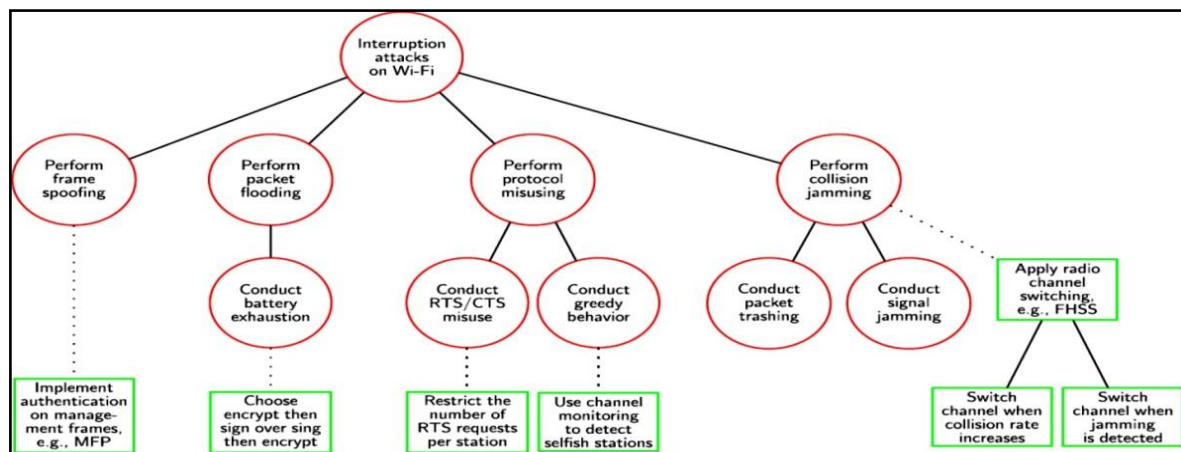 Interruption
attacks
on Wi-Fi
Perform
frame
spoofing
Perform
packet
flooding
Perform
protocol
misusing
Perform
collision
jamming
Conduct
battery
exhaustion
Conduct
RTS/CTS
misuse
Conduct
greedy
behavior
Conduct
packet
trashing
Conduct
signal
jamming
Apply radio
channel
switching,
e.g., FHSS
Implement
authentication
on manage-
ment frames,
e.g., MFP
Choose
encrypt then
sign over sing
then encrypt
Restrict the
number of
RTS requests
per station
Use channel
monitoring
to detect
selfish stations
Switch
channel when
collision rate
increases
Switch
channel when
jamming
is detected